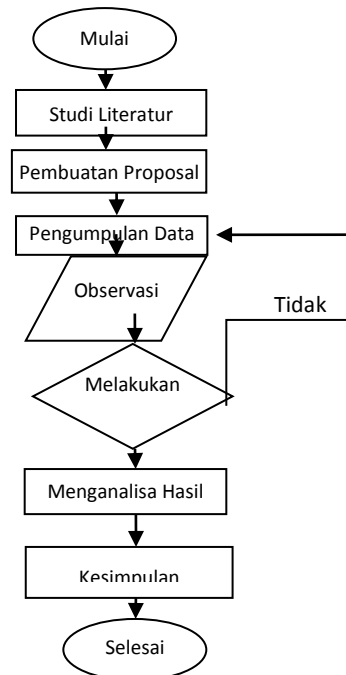 Mulai
Studi Literatur
Pembuatan Proposal
Pengumpulan Data
Observasi
Tidak
Melakukan
Menganalisa Hasil
Kesimpulan
Selesai